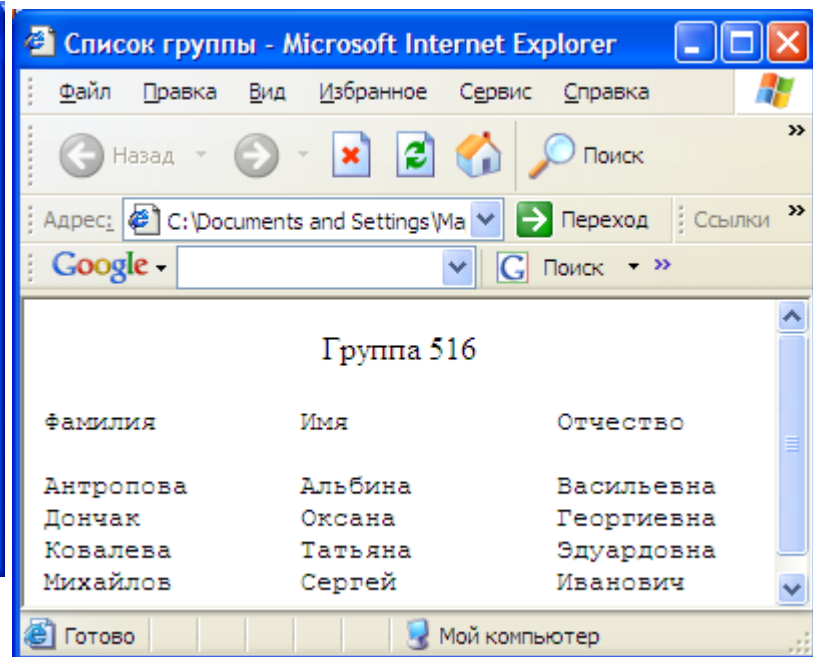 Список группы - Microsoft Internet Explorer
Файл Правка Вид Избранное Сервис Справка »
Назад Поиск
Адрес: C:\Documents and Settings\Ma Переход Ссылки »
Google G Поиск »
Группа 516
Фамилия Имя Отчество
Антропова Альбина Васильевна
Дончак Оксана Георгиевна
Ковалева Татьяна Эдуардовна
Михайлов Сергей Иванович
Готово Мой компьютер